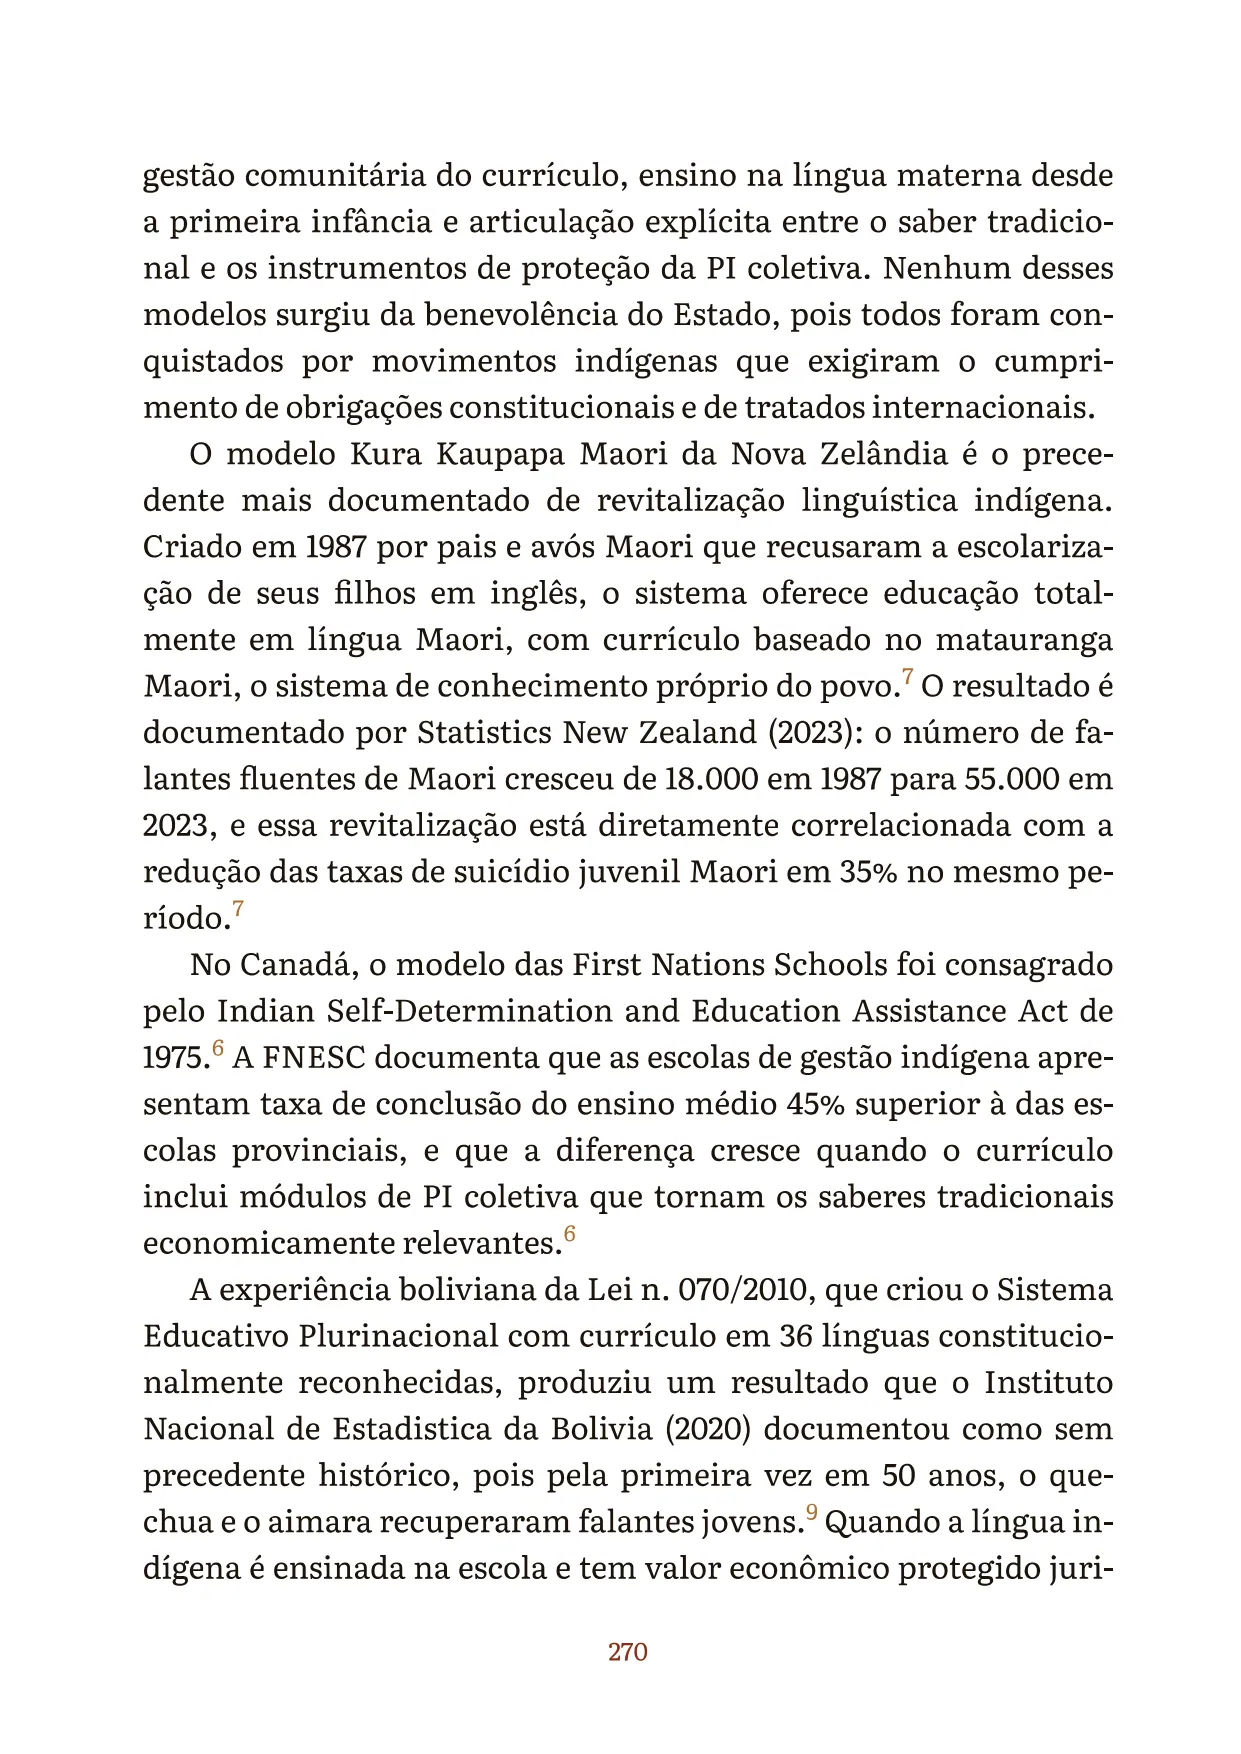 gestão comunitária do currículo, ensino na língua materna desde
a primeira infância e articulação explícita entre o saber tradicio-
nal e os instrumentos de proteção da PI coletiva. Nenhum desses
modelos surgiu da benevolência do Estado, pois todos foram con-
quistados por movimentos indígenas que exigiram o cumpri-
mento de obrigações constitucionais e de tratados internacionais.
O modelo Kura Kaupapa Maori da Nova Zelândia é o prece-
dente mais documentado de revitalização linguística indígena.
Criado em 1987 por pais e avós Maori que recusaram a escolariza-
ção de seus filhos em inglês, o sistema oferece educação total-
mente em língua Maori, com currículo baseado no matauranga
Maori, o sistema de conhecimento próprio do povo.7 O resultado é
documentado por Statistics New Zealand (2023): o número de fa-
lantes fluentes de Maori cresceu de 18.000 em 1987 para 55.000 em
2023, e essa revitalização está diretamente correlacionada com a
redução das taxas de suicídio juvenil Maori em 35% no mesmo pe-
ríodo.7
No Canadá, o modelo das First Nations Schools foi consagrado
pelo Indian Self-Determination and Education Assistance Act de
1975.6 A FNESC documenta que as escolas de gestão indígena apre-
sentam taxa de conclusão do ensino médio 45% superior à das es-
colas provinciais, e que a diferença cresce quando o currículo
inclui módulos de PI coletiva que tornam os saberes tradicionais
economicamente relevantes.6
A experiência boliviana da Lei n. 070/2010, que criou o Sistema
Educativo Plurinacional com currículo em 36 línguas constitucio-
nalmente reconhecidas, produziu um resultado que o Instituto
Nacional de Estadistica da Bolivia (2020) documentou como sem
precedente histórico, pois pela primeira vez em 50 anos, o que-
chua e o aimara recuperaram falantes jovens.9 Quando a língua in-
dígena é ensinada na escola e tem valor econômico protegido juri-
270